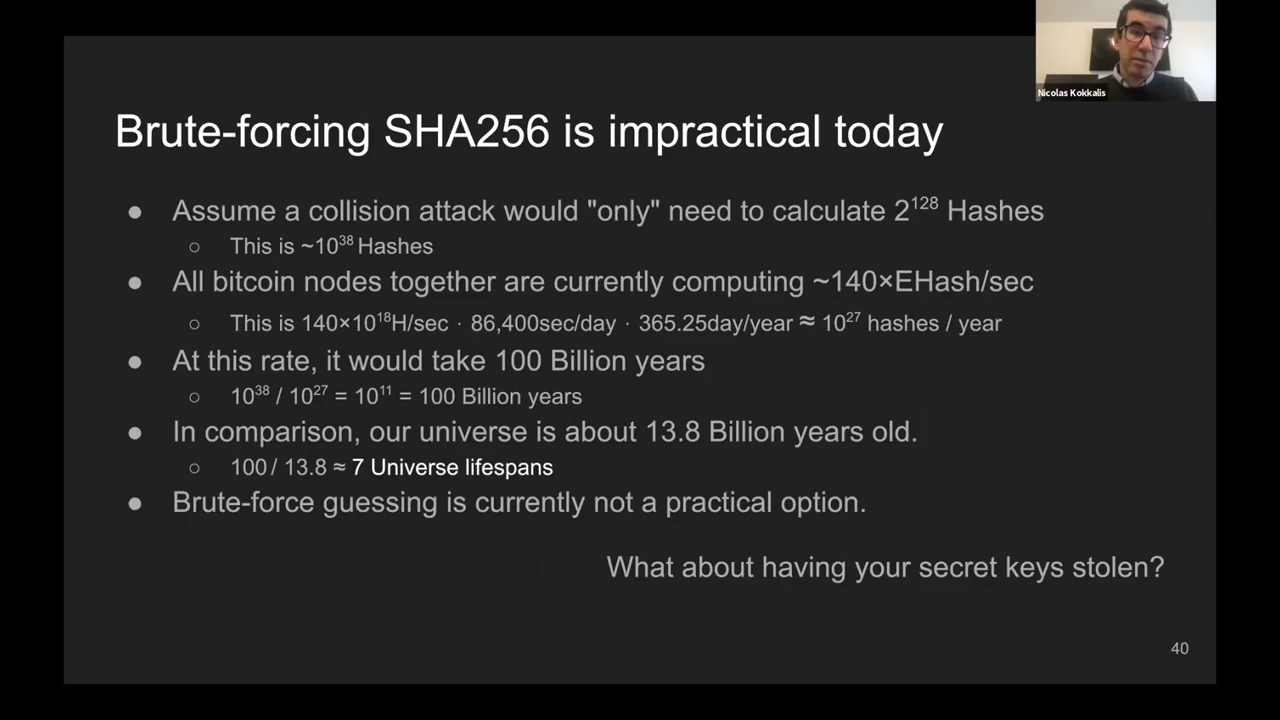 Nicolas Kokkalis
Brute-forcing SHA256 is impractical today
● Assume a collision attack would "only" need to calculate 2¹²⁸ Hashes
○ This is ~10³⁸ Hashes
● All bitcoin nodes together are currently computing ~140×EHash/sec
○ This is 140×10¹⁸H/sec · 86,400sec/day · 365.25day/year ≈ 10²⁷ hashes / year
● At this rate, it would take 100 Billion years
○ 10³⁸ / 10²⁷ = 10¹¹ = 100 Billion years
● In comparison, our universe is about 13.8 Billion years old.
○ 100 / 13.8 ≈ 7 Universe lifespans
● Brute-force guessing is currently not a practical option.
What about having your secret keys stolen?
40